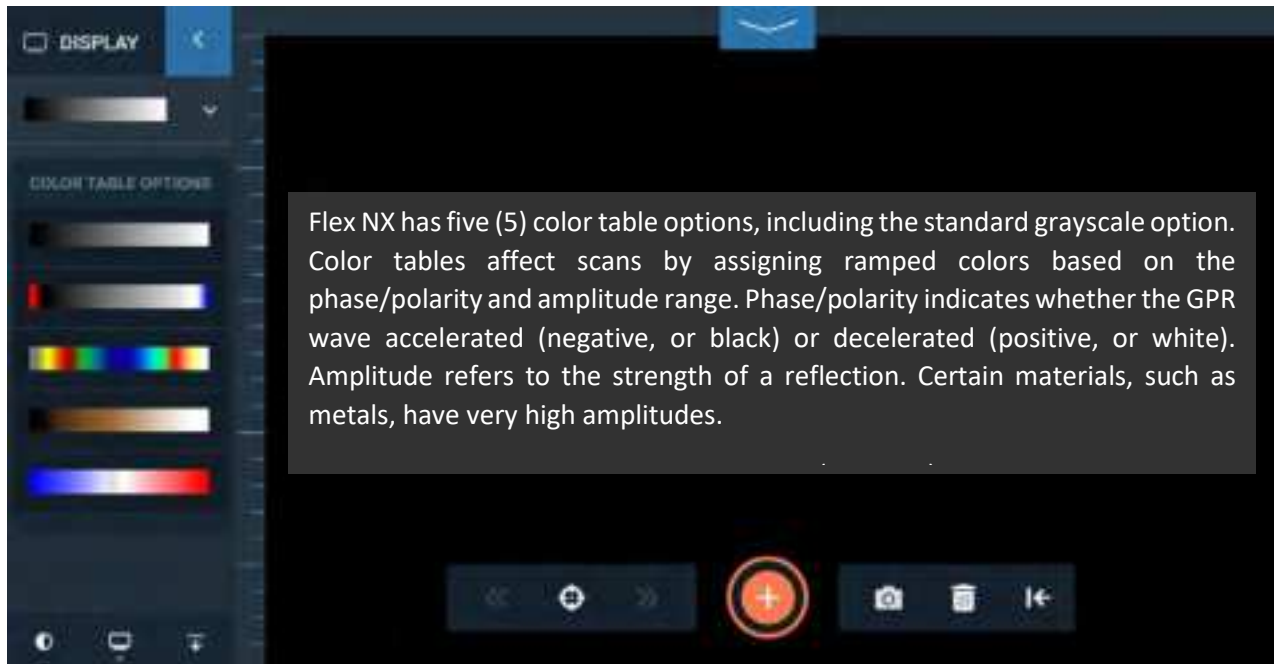 DISPLAY
COLOR TABLE OPTIONS
Flex NX has five (5) color table options, including the standard grayscale option.
Color tables affect scans by assigning ramped colors based on the
phase/polarity and amplitude range. Phase/polarity indicates whether the GPR
wave accelerated (negative, or black) or decelerated (positive, or white).
Amplitude refers to the strength of a reflection. Certain materials, such as
metals, have very high amplitudes.